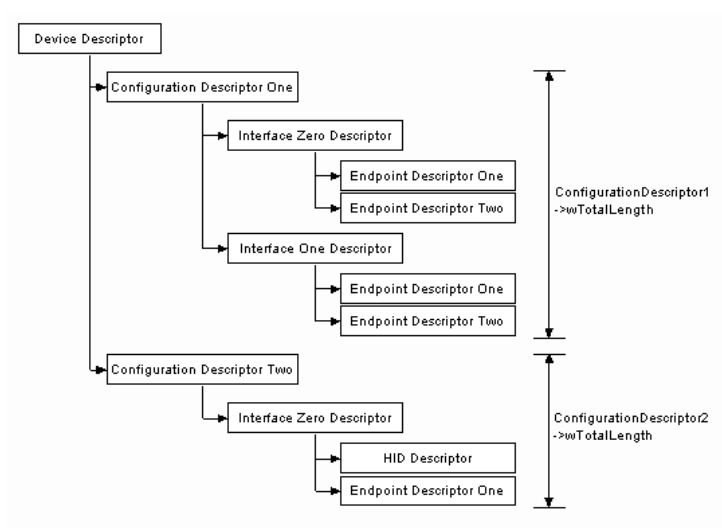 Device Descriptor
Configuration Descriptor One
Interface Zero Descriptor
Endpoint Descriptor One
Endpoint Descriptor Two
Interface One Descriptor
Endpoint Descriptor One
Endpoint Descriptor Two
ConfigurationDescriptor1
->wTotalLength
Configuration Descriptor Two
Interface Zero Descriptor
HID Descriptor
Endpoint Descriptor One
ConfigurationDescriptor2
->wTotalLength